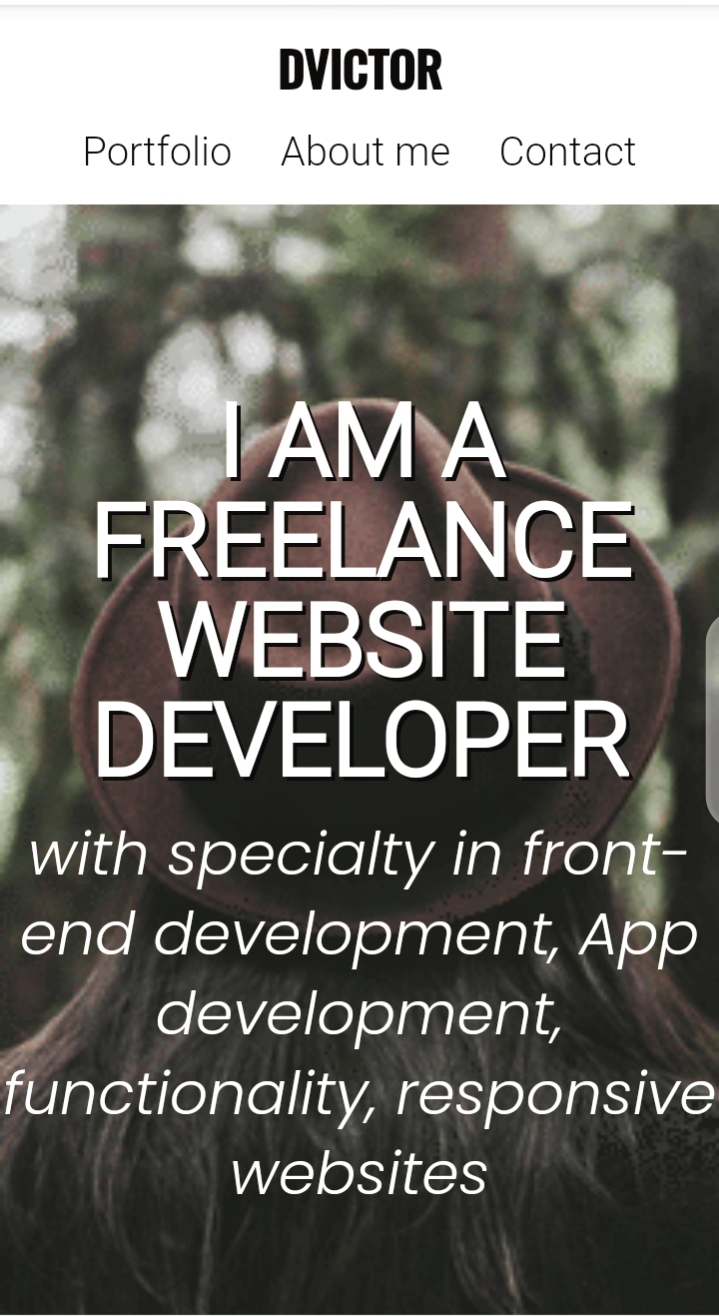 DVICTOR
Portfolio About me Contact
I AM A
FREELANCE
WEBSITE
DEVELOPER
with specialty in front-
end development, App
development,
functionality, responsive
websites